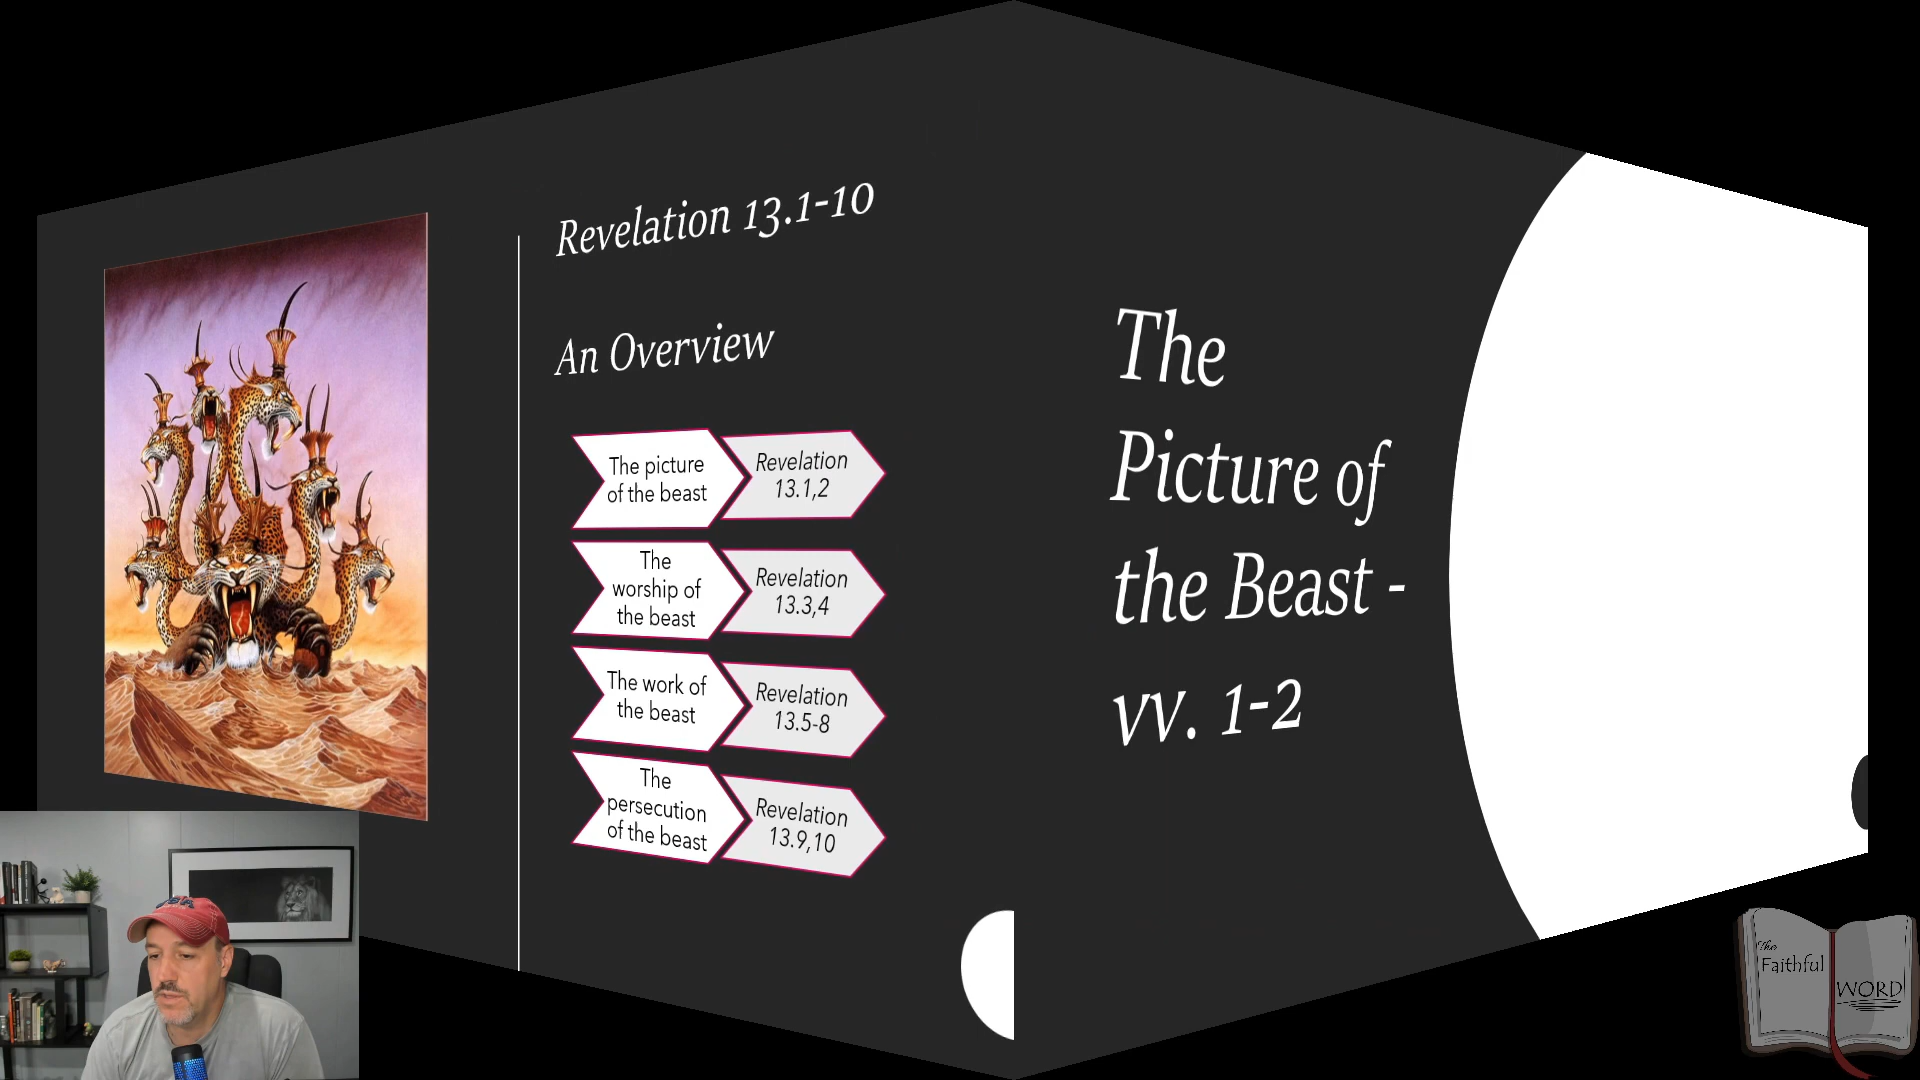 Revelation 13.1-10
An Overview
The picture
of the beast
Revelation
13.1,2
The
worship of
the beast
Revelation
13.3,4
The work of
the beast
Revelation
13.5-8
The
persecution
of the beast
Revelation
13.9,10
The
Picture of
the Beast -
vv. 1-2
the
Faithful
WORD